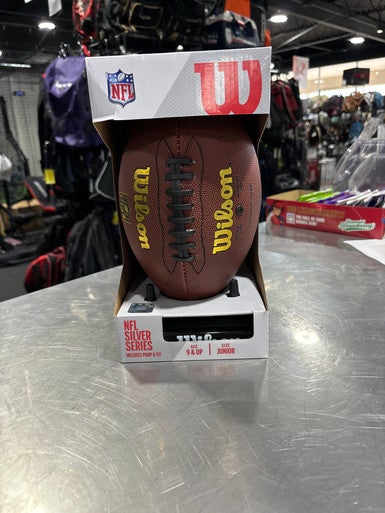 NFL
W
Wilson
Wilson
NFL
SILVER
SERIES
INCLUDES PUMP & TEE
AGE
9 & UP
SIZE
JUNIOR